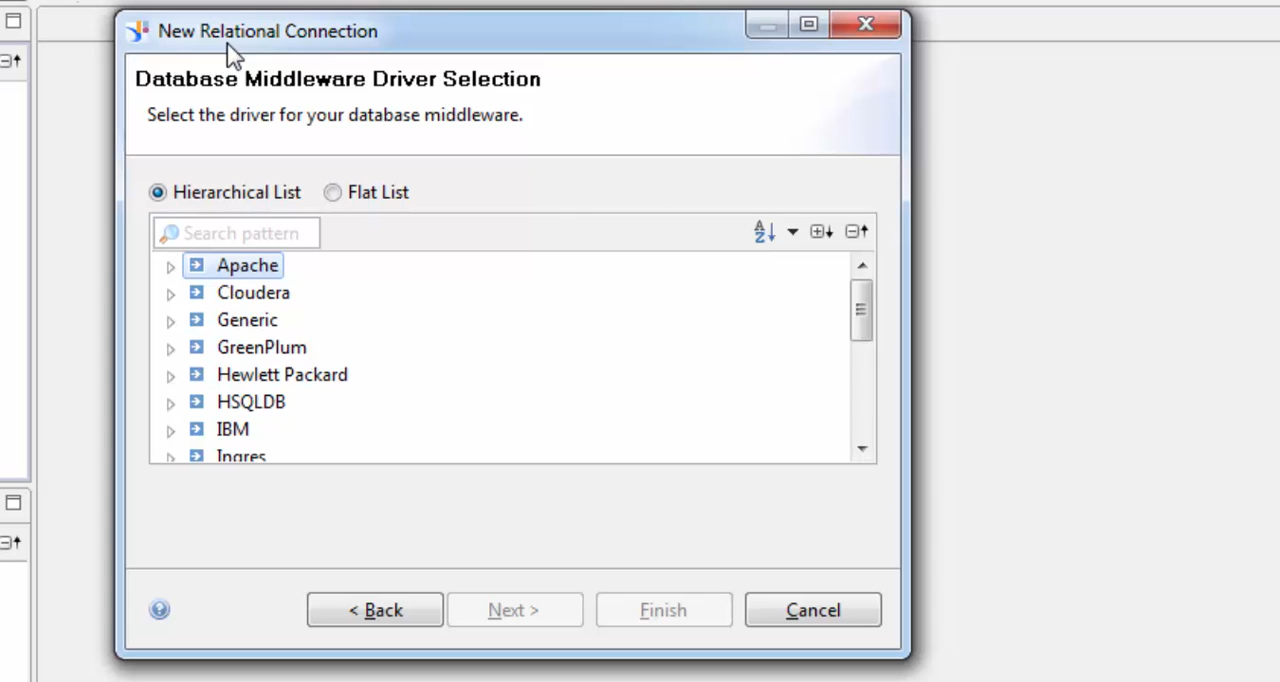 New Relational Connection
Database Middleware Driver Selection
Select the driver for your database middleware.
Hierarchical List Flat List
Search pattern
Apache
Cloudera
Generic
GreenPlum
Hewlett Packard
HSQLDB
IBM
Ingres
< Back Next > Finish Cancel